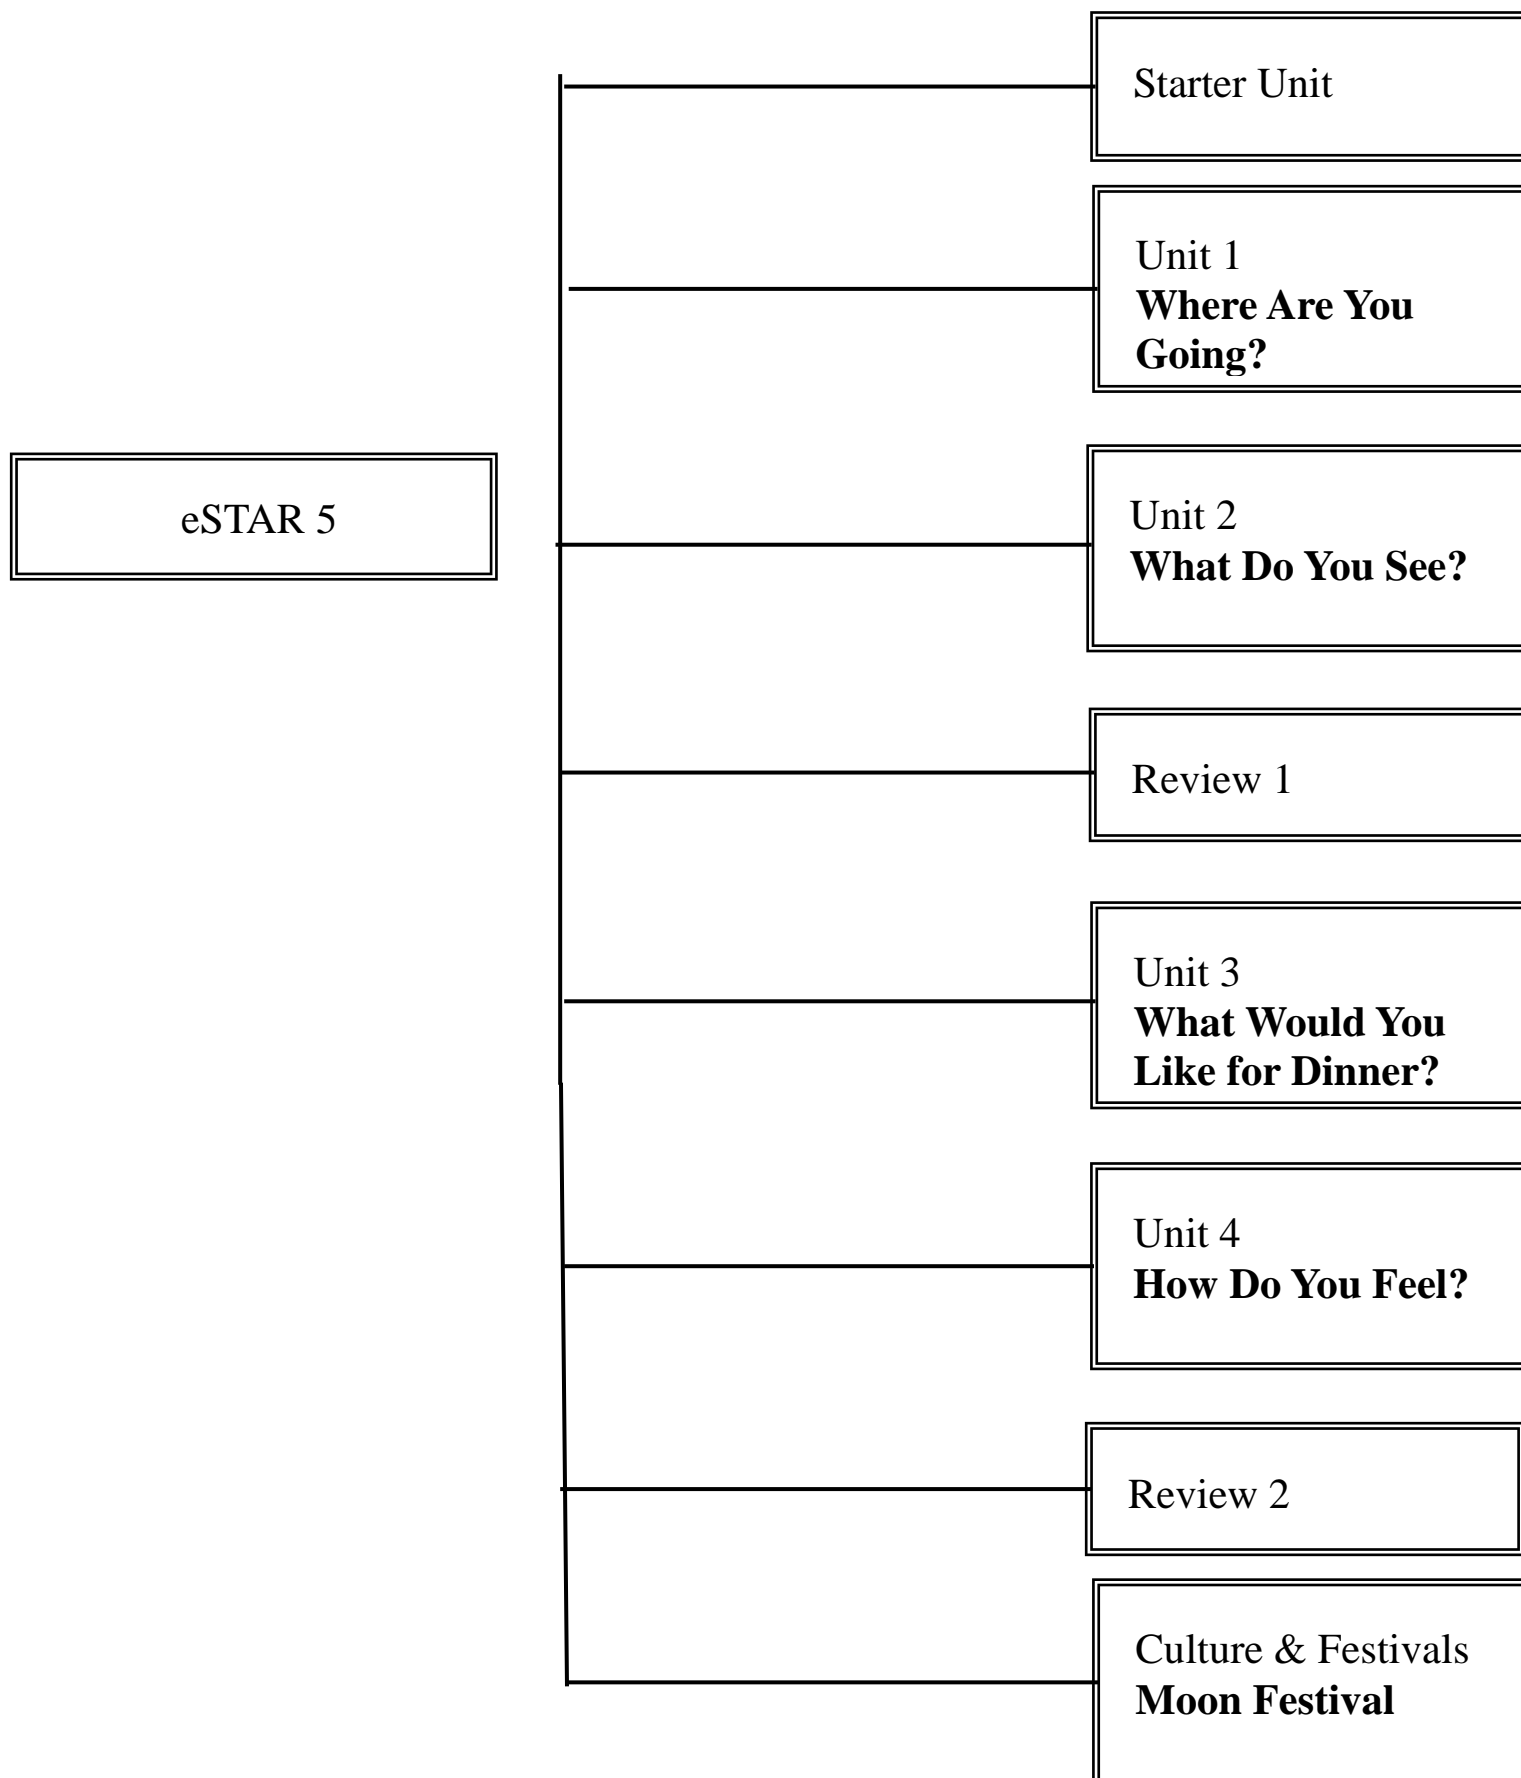 eSTAR 5
Starter Unit
Unit 1
Where Are You
Going?
Unit 2
What Do You See?
Review 1
Unit 3
What Would You
Like for Dinner?
Unit 4
How Do You Feel?
Review 2
Culture & Festivals
Moon Festival